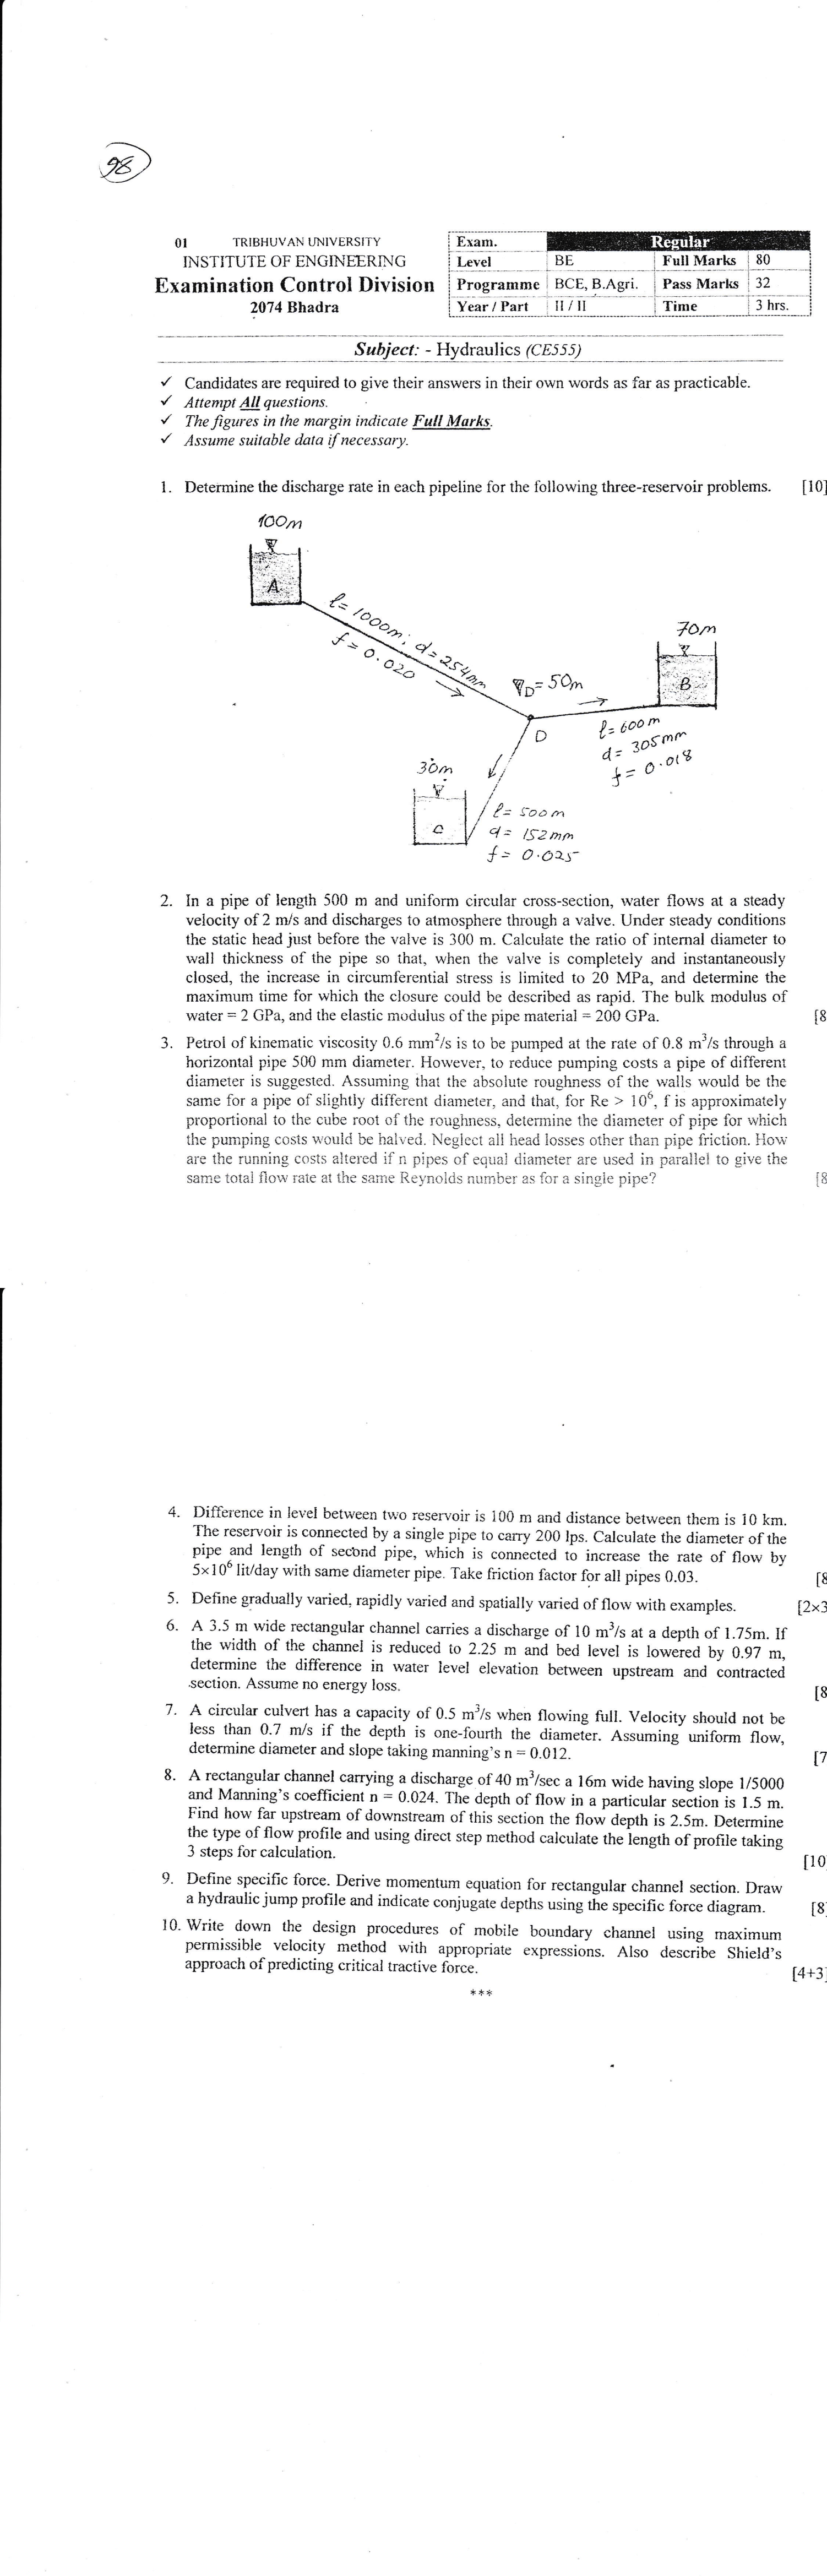 98
01 TRIBHUVAN UNIVERSITY
INSTITUTE OF ENGINEERING
Examination Control Division
2074 Bhadra
Exam. Regular
Level BE Full Marks 80
Programme BCE, B.Agri. Pass Marks 32
Year / Part II / II Time 3 hrs.
Subject: - Hydraulics (CE555)
✓ Candidates are required to give their answers in their own words as far as practicable.
✓ Attempt All questions.
✓ The figures in the margin indicate Full Marks.
✓ Assume suitable data if necessary.
1. Determine the discharge rate in each pipeline for the following three-reservoir problems. [10]
100m
A
l = 1000m; d = 254mm
f = 0.020
70m
B
D = 50m
D
l = 600 m
d = 305mm
f = 0.018
30m
C
l = 500 m
d = 152 mm
f = 0.025
2. In a pipe of length 500 m and uniform circular cross-section, water flows at a steady
velocity of 2 m/s and discharges to atmosphere through a valve. Under steady conditions
the static head just before the valve is 300 m. Calculate the ratio of internal diameter to
wall thickness of the pipe so that, when the valve is completely and instantaneously
closed, the increase in circumferential stress is limited to 20 MPa, and determine the
maximum time for which the closure could be described as rapid. The bulk modulus of
water = 2 GPa, and the elastic modulus of the pipe material = 200 GPa. [8
3. Petrol of kinematic viscosity 0.6 mm²/s is to be pumped at the rate of 0.8 m³/s through a
horizontal pipe 500 mm diameter. However, to reduce pumping costs a pipe of different
diameter is suggested. Assuming that the absolute roughness of the walls would be the
same for a pipe of slightly different diameter, and that, for Re > 10⁶, f is approximately
proportional to the cube root of the roughness, determine the diameter of pipe for which
the pumping costs would be halved. Neglect all head losses other than pipe friction. How
are the running costs altered if n pipes of equal diameter are used in parallel to give the
same total flow rate at the same Reynolds number as for a single pipe? [8
4. Difference in level between two reservoir is 100 m and distance between them is 10 km.
The reservoir is connected by a single pipe to carry 200 lps. Calculate the diameter of the
pipe and length of second pipe, which is connected to increase the rate of flow by
5×10⁶ lit/day with same diameter pipe. Take friction factor for all pipes 0.03. [8
5. Define gradually varied, rapidly varied and spatially varied of flow with examples. [2×3
6. A 3.5 m wide rectangular channel carries a discharge of 10 m³/s at a depth of 1.75m. If
the width of the channel is reduced to 2.25 m and bed level is lowered by 0.97 m,
determine the difference in water level elevation between upstream and contracted
section. Assume no energy loss. [8
7. A circular culvert has a capacity of 0.5 m³/s when flowing full. Velocity should not be
less than 0.7 m/s if the depth is one-fourth the diameter. Assuming uniform flow,
determine diameter and slope taking manning's n = 0.012. [7
8. A rectangular channel carrying a discharge of 40 m³/sec a 16m wide having slope 1/5000
and Manning's coefficient n = 0.024. The depth of flow in a particular section is 1.5 m.
Find how far upstream of downstream of this section the flow depth is 2.5m. Determine
the type of flow profile and using direct step method calculate the length of profile taking
3 steps for calculation. [10
9. Define specific force. Derive momentum equation for rectangular channel section. Draw
a hydraulic jump profile and indicate conjugate depths using the specific force diagram. [8]
10. Write down the design procedures of mobile boundary channel using maximum
permissible velocity method with appropriate expressions. Also describe Shield's
approach of predicting critical tractive force. [4+3]
***